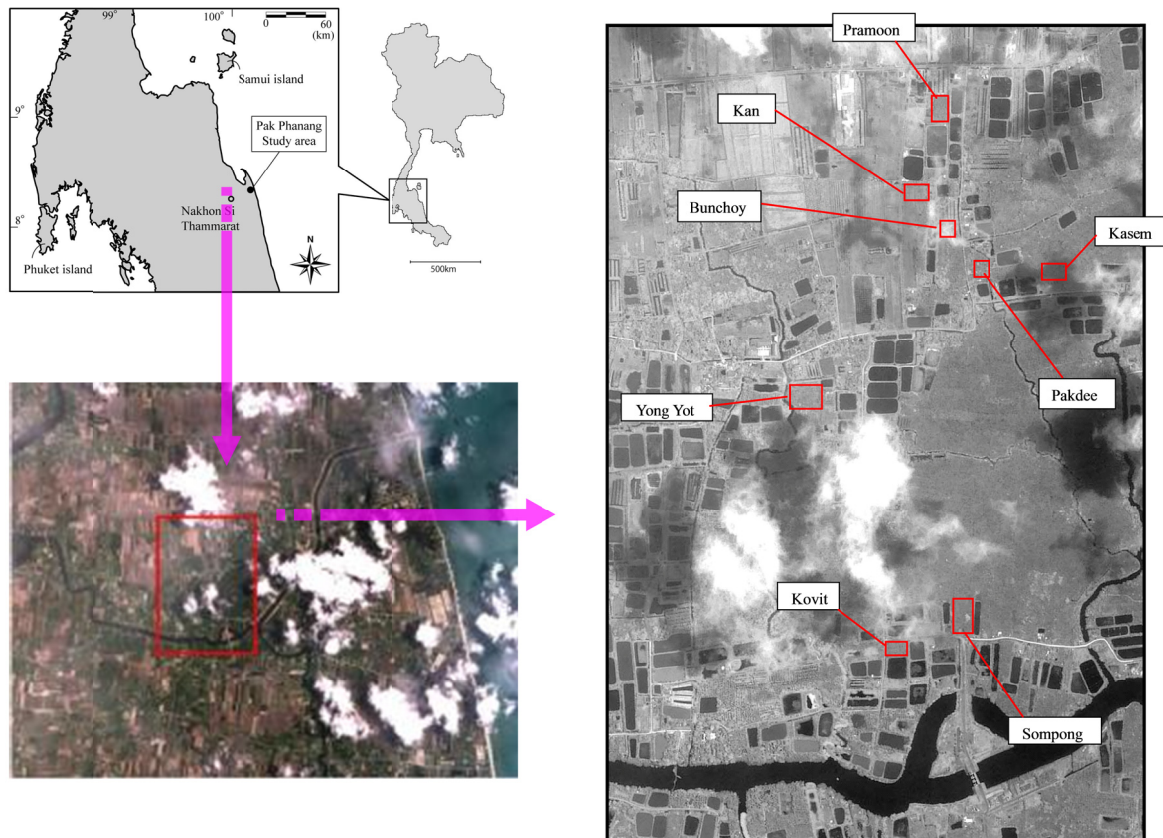 99°
100°
0
60
(km)
Samui island
9°
Pak Phanang
Study area
Nakhon Si
Thammarat
8°
Phuket island
N
500km
Pramoon
Kan
Bunchoy
Kasem
Pakdee
Yong Yot
Kovit
Sompong